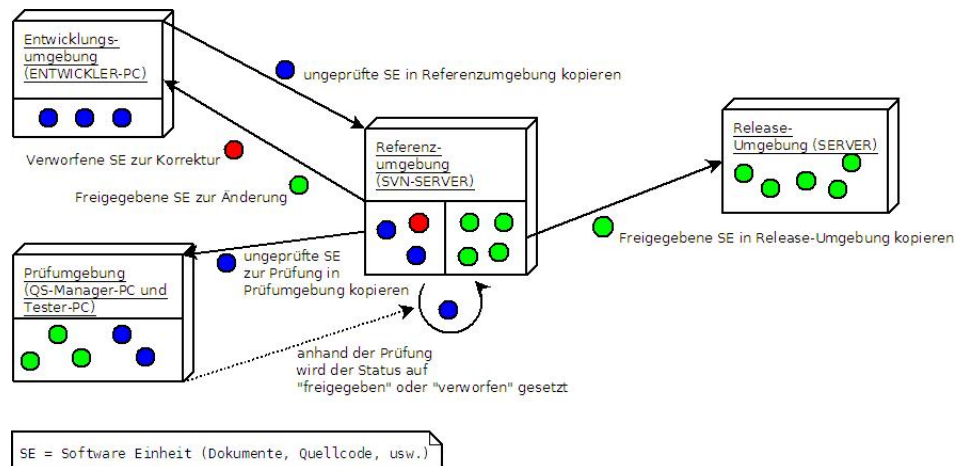 Entwicklungs-
umgebung
(ENTWICKLER-PC)
ungeprüfte SE in Referenzumgebung kopieren
Verworfene SE zur Korrektur
Freigegebene SE zur Änderung
Referenz-
umgebung
(SVN-SERVER)
Release-
Umgebung (SERVER)
Freigegebene SE in Release-Umgebung kopieren
Prüfumgebung
(QS-Manager-PC und
Tester-PC)
ungeprüfte SE
zur Prüfung in
Prüfumgebung kopieren
anhand der Prüfung
wird der Status auf
"freigegeben" oder "verworfen" gesetzt
SE = Software Einheit (Dokumente, Quellcode, usw.)